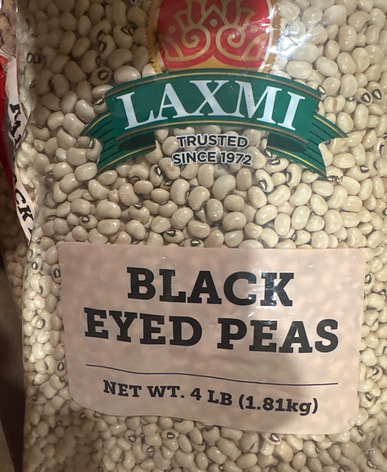 LAXMI
TRUSTED
SINCE 1972
BLACK
EYED PEAS
NET WT. 4 LB (1.81kg)